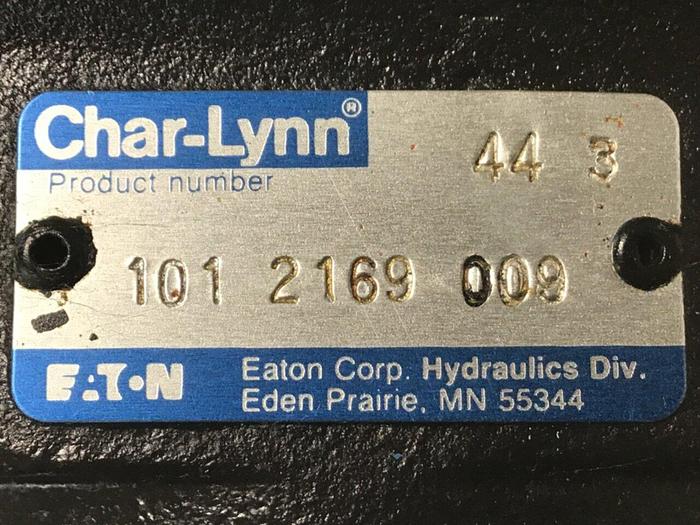 Char-Lynn®
44 3
Product number
101 2169 009
EATON
Eaton Corp. Hydraulics Div.
Eden Prairie, MN 55344